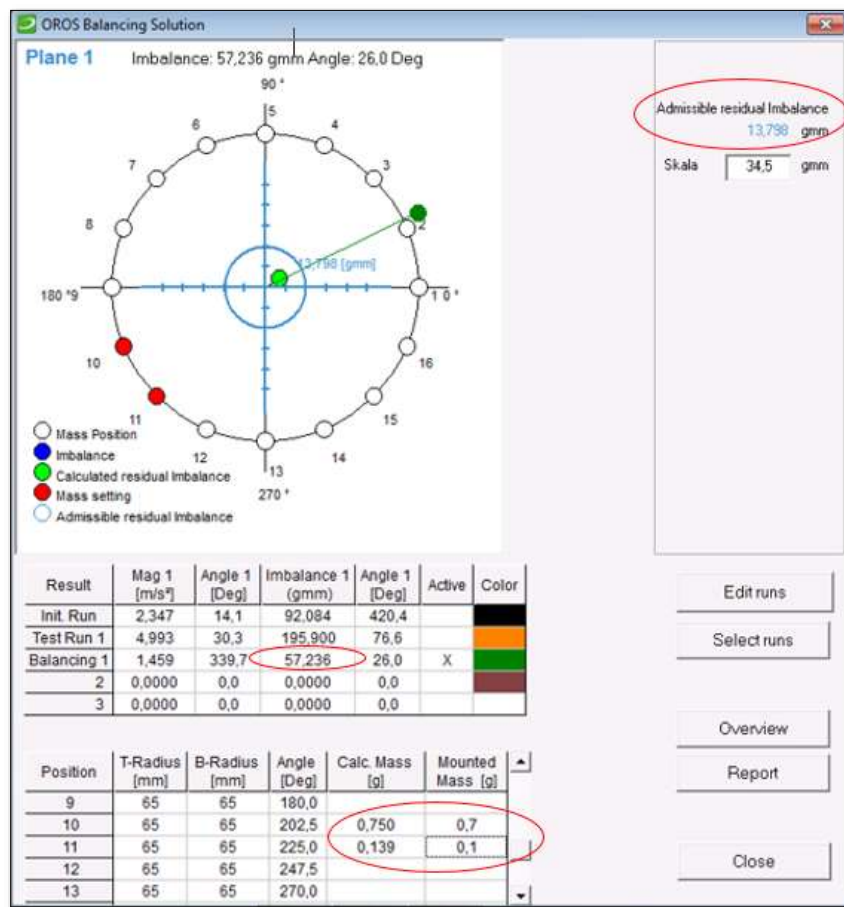 OROS Balancing Solution
Plane 1 Imbalance: 57,236 gmm Angle: 26,0 Deg
90 °
5
6
4
7
3
8
2
13,798 [gmm]
180 °9
1 0 °
10
16
11
15
12
14
13
270 °
Mass Position
Imbalance
Calculated residual Imbalance
Mass setting
Admissible residual Imbalance
Admissible residual Imbalance
13,798 gmm
Skala 34,5 gmm
Result Mag 1 [m/s²] Angle 1 [Deg] Imbalance 1 (gmm) Angle 1 [Deg] Active Color
Init. Run 2,347 14,1 92,084 420,4
Test Run 1 4,993 30,3 195,900 76,6
Balancing 1 1,459 339,7 57,236 26,0 X
2 0,0000 0,0 0,0000 0,0
3 0,0000 0,0 0,0000 0,0
Edit runs
Select runs
Overview
Report
Close
Position T-Radius [mm] B-Radius [mm] Angle [Deg] Calc. Mass [g] Mounted Mass [g]
9 65 65 180,0
10 65 65 202,5 0,750 0,7
11 65 65 225,0 0,139 0,1
12 65 65 247,5
13 65 65 270,0